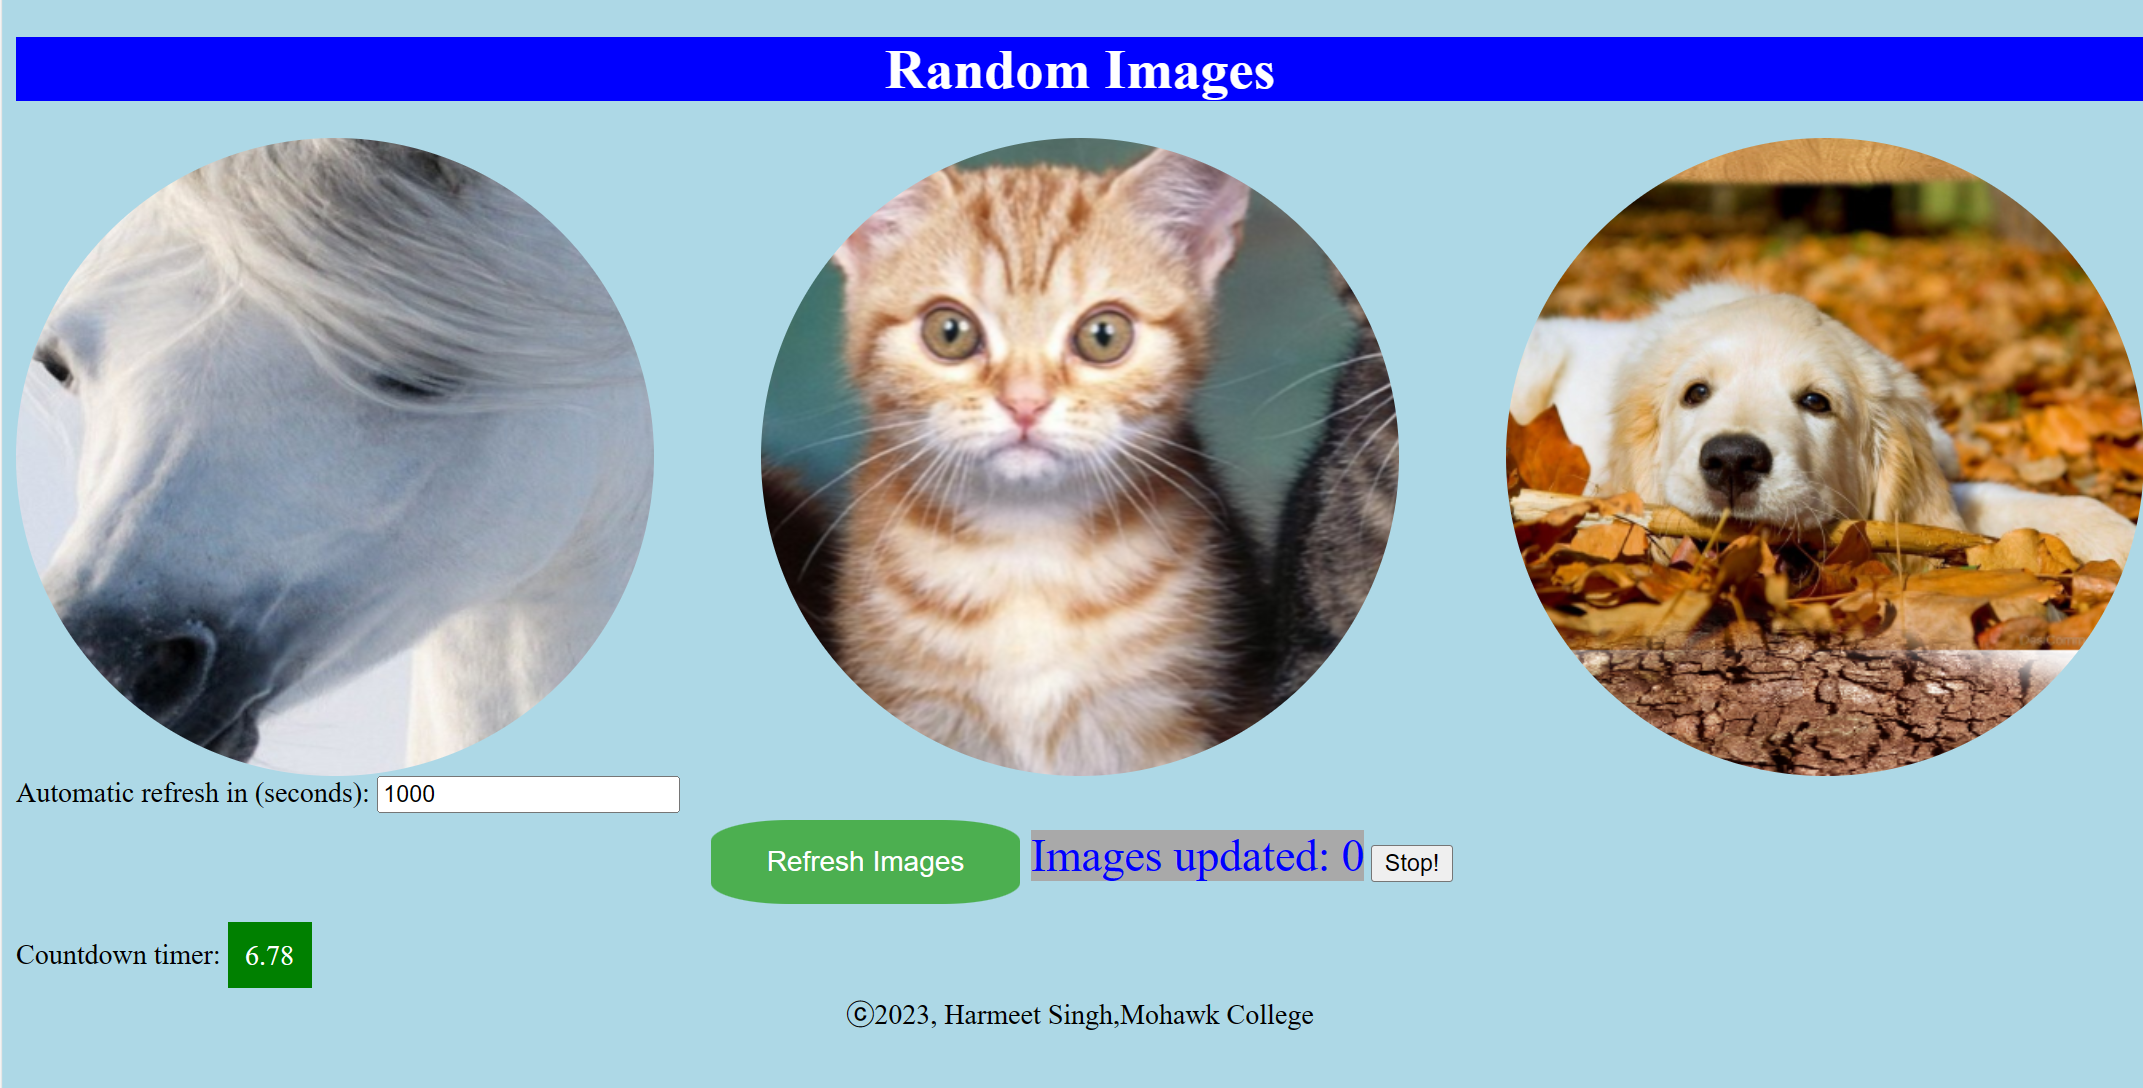 Random Images
Automatic refresh in (seconds): 1000
Refresh Images Images updated: 0 Stop!
Countdown timer: 6.78
ⓒ2023, Harmeet Singh,Mohawk College